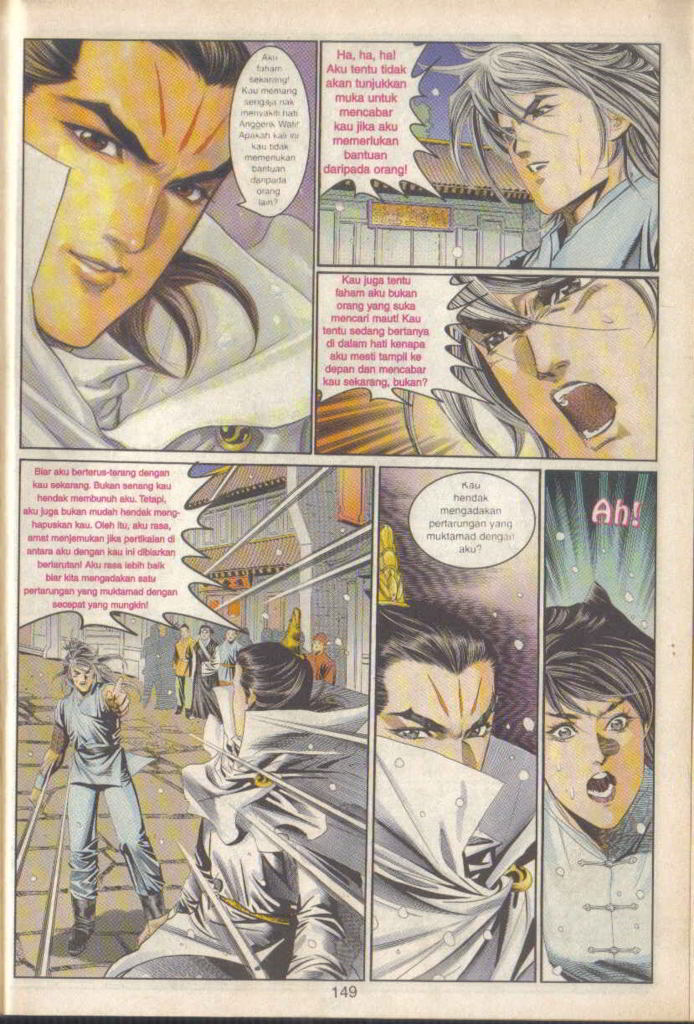 Aku
faham
sekarang!
Kau memang
sengaja nak
menyakiti hati
Anggerik Wati!
Apakah kali ini
kau tidak
memerlukan
bantuan
daripada
orang
lain?
Ha, ha, ha!
Aku tentu tidak
akan tunjukkan
muka untuk
mencabar
kau jika aku
memerlukan
bantuan
daripada orang!
Kau juga tentu
faham aku bukan
orang yang suka
mencari maut! Kau
tentu sedang bertanya
di dalam hati kenapa
aku mesti tampil ke
depan dan mencabar
kau sekarang, bukan?
Biar aku berterus-terang dengan
kau sekarang. Bukan senang kau
hendak membunuh aku. Tetapi,
aku juga bukan mudah hendak meng-
hapuskan kau. Oleh itu, aku rasa,
amat menjemukan jika pertikaian di
antara aku dengan kau ini dibiarkan
berlarutan! Aku rasa lebih baik
biar kita mengadakan satu
pertarungan yang muktamad dengan
secepat yang mungkin!
Kau
hendak
mengadakan
pertarungan yang
muktamad dengan
aku?
Ah!
149